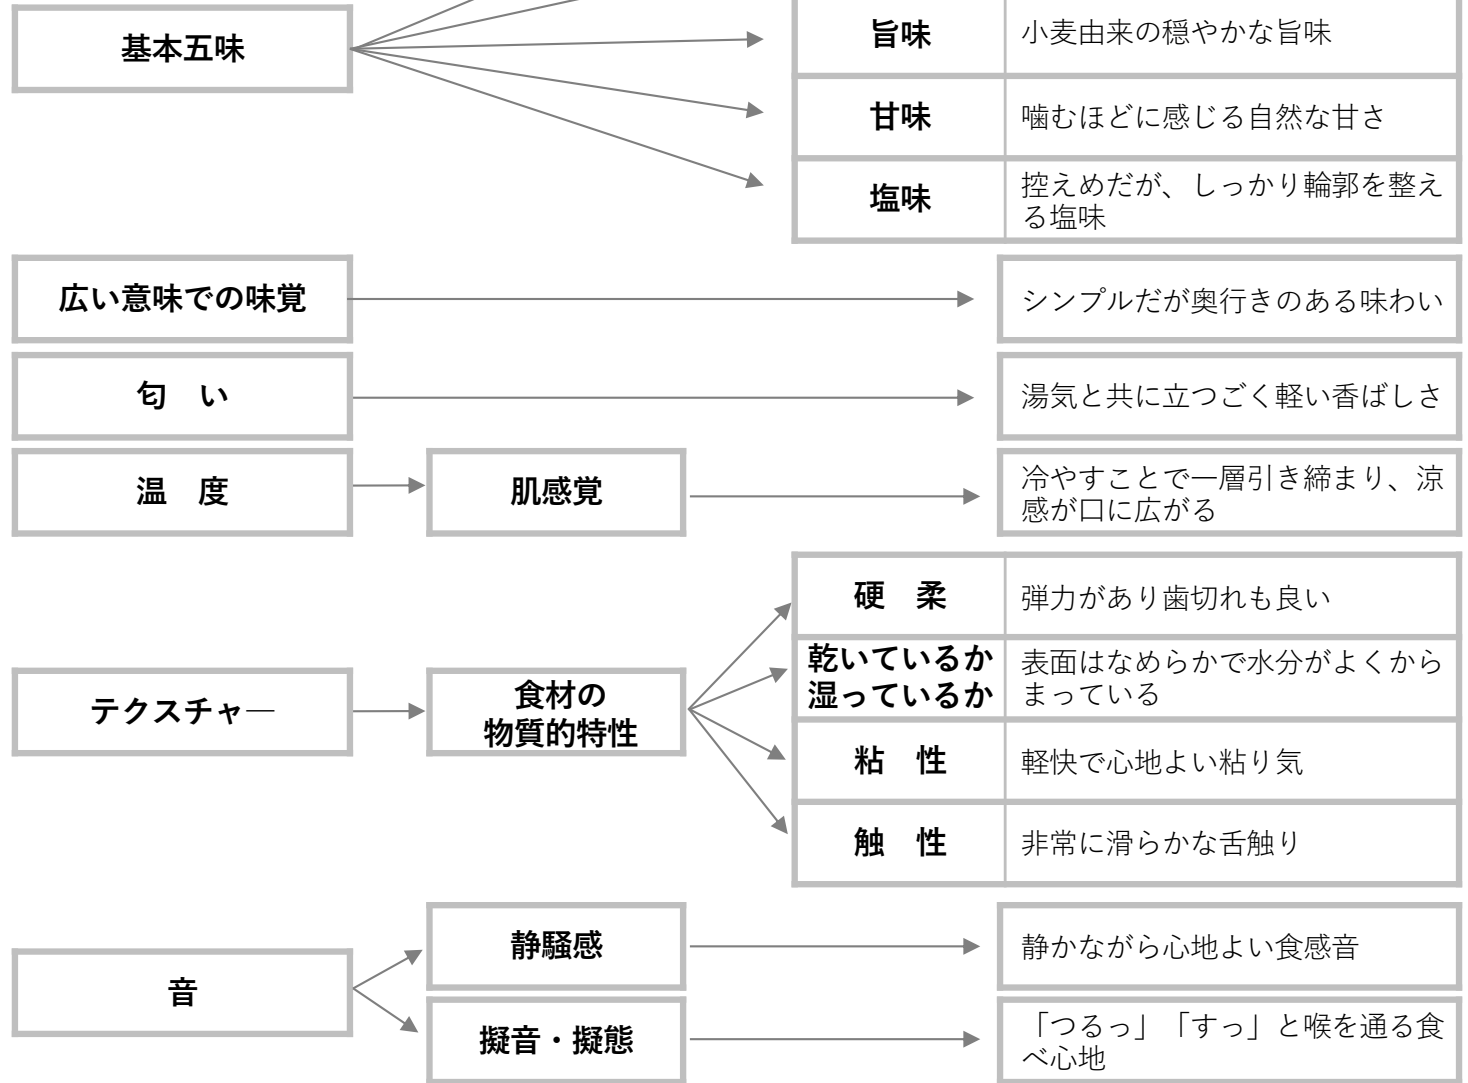 基本五味
旨味
小麦由来の穏やかな旨味
甘味
噛むほどに感じる自然な甘さ
塩味
控えめだが、しっかり輪郭を整え
る塩味
広い意味での味覚
シンプルだが奥行きのある味わい
匂　い
湯気と共に立つごく軽い香ばしさ
温　度
肌感覚
冷やすことで一層引き締まり、涼
感が口に広がる
テクスチャ―
食材の
物質的特性
硬　柔
弾力があり歯切れも良い
乾いているか
湿っているか
表面はなめらかで水分がよくから
まっている
粘　性
軽快で心地よい粘り気
触　性
非常に滑らかな舌触り
音
静騒感
静かながら心地よい食感音
擬音・擬態
「つるっ」「すっ」と喉を通る食
べ心地